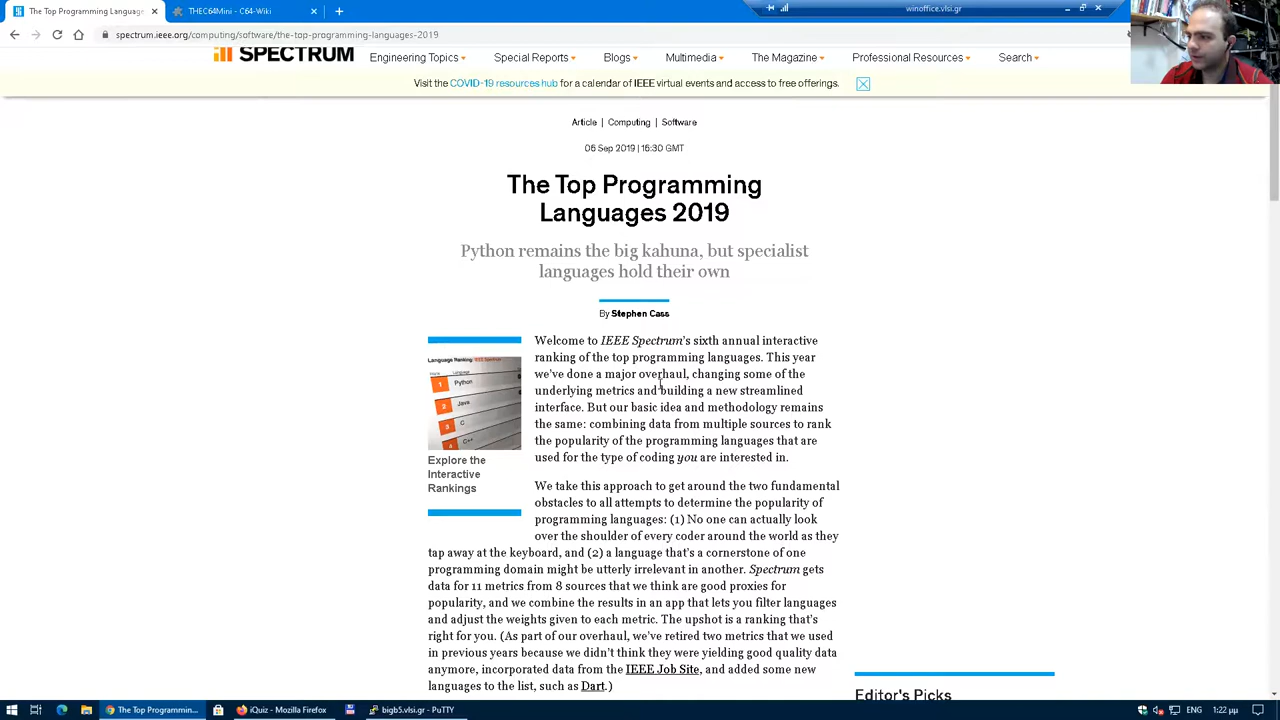 The Top Programming Language
THEC64Mini - C64-Wiki
winoffice.vlsi.gr
spectrum.ieee.org/computing/software/the-top-programming-languages-2019
SPECTRUM
Engineering Topics
Special Reports
Blogs
Multimedia
The Magazine
Professional Resources
Search
Visit the COVID-19 resources hub for a calendar of IEEE virtual events and access to free offerings.
Article | Computing | Software
06 Sep 2019 | 15:30 GMT
The Top Programming
Languages 2019
Python remains the big kahuna, but specialist
languages hold their own
By Stephen Cass
Language Ranking
1 Python
2 Java
3 C
4 C++
Explore the
Interactive
Rankings
Welcome to IEEE Spectrum's sixth annual interactive
ranking of the top programming languages. This year
we've done a major overhaul, changing some of the
underlying metrics and building a new streamlined
interface. But our basic idea and methodology remains
the same: combining data from multiple sources to rank
the popularity of the programming languages that are
used for the type of coding you are interested in.
We take this approach to get around the two fundamental
obstacles to all attempts to determine the popularity of
programming languages: (1) No one can actually look
over the shoulder of every coder around the world as they
tap away at the keyboard, and (2) a language that's a cornerstone of one
programming domain might be utterly irrelevant in another. Spectrum gets
data for 11 metrics from 8 sources that we think are good proxies for
popularity, and we combine the results in an app that lets you filter languages
and adjust the weights given to each metric. The upshot is a ranking that's
right for you. (As part of our overhaul, we've retired two metrics that we used
in previous years because we didn't think they were yielding good quality data
anymore, incorporated data from the IEEE Job Site, and added some new
languages to the list, such as Dart.)
Editor's Picks
The Top Programmin...
iQuiz - Mozilla Firefox
bigb5.vlsi.gr - PuTTY
ENG
1:22 μμ